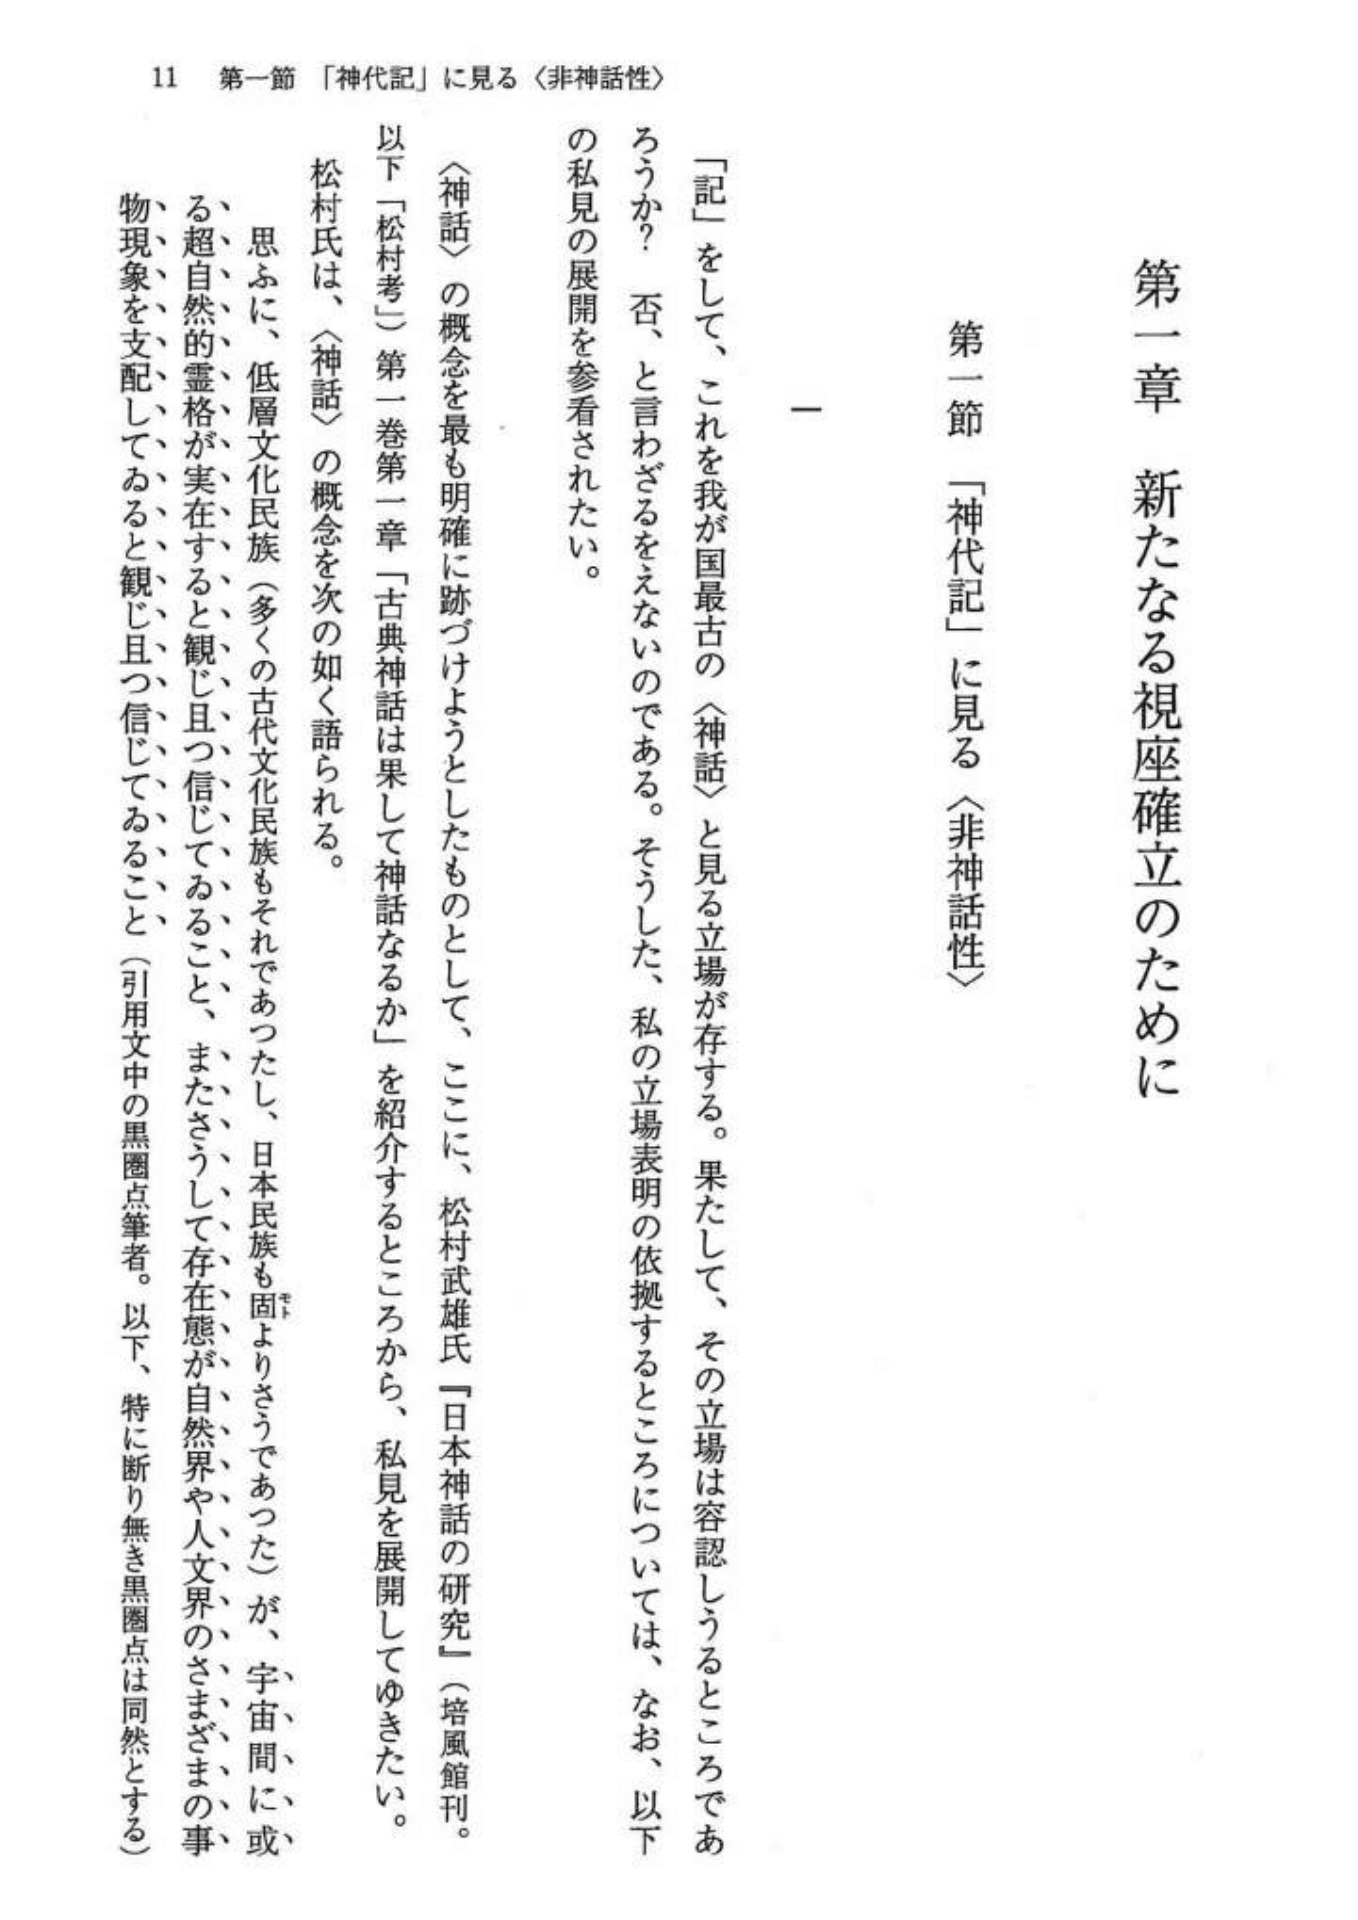 11　第一節　「神代記」に見る〈非神話性〉
第一章　新たなる視座確立のために
第一節　「神代記」に見る〈非神話性〉
一
「記」をして、これを我が国最古の〈神話〉と見る立場が存する。果たして、その立場は容認しうるところであ
ろうか？　否、と言わざるをえないのである。そうした、私の立場表明の依拠するところについては、なお、以下
の私見の展開を参看されたい。
〈神話〉の概念を最も明確に跡づけようとしたものとして、ここに、松村武雄氏『日本神話の研究』（培風館刊。
以下「松村考」）第一巻第一章「古典神話は果して神話なるか」を紹介するところから、私見を展開してゆきたい。
松村氏は、〈神話〉の概念を次の如く語られる。
思ふに、低層文化民族（多くの古代文化民族もそれであつたし、日本民族も固モトよりさうであつた）が、宇宙間に或
る超自然的霊格が実在すると観じ且つ信じてゐること、またさうして存在態が自然界や人文界のさまざまの事
物現象を支配してゐると観じ且つ信じてゐること（引用文中の黒圏点筆者。以下、特に断り無き黒圏点は同然とする）